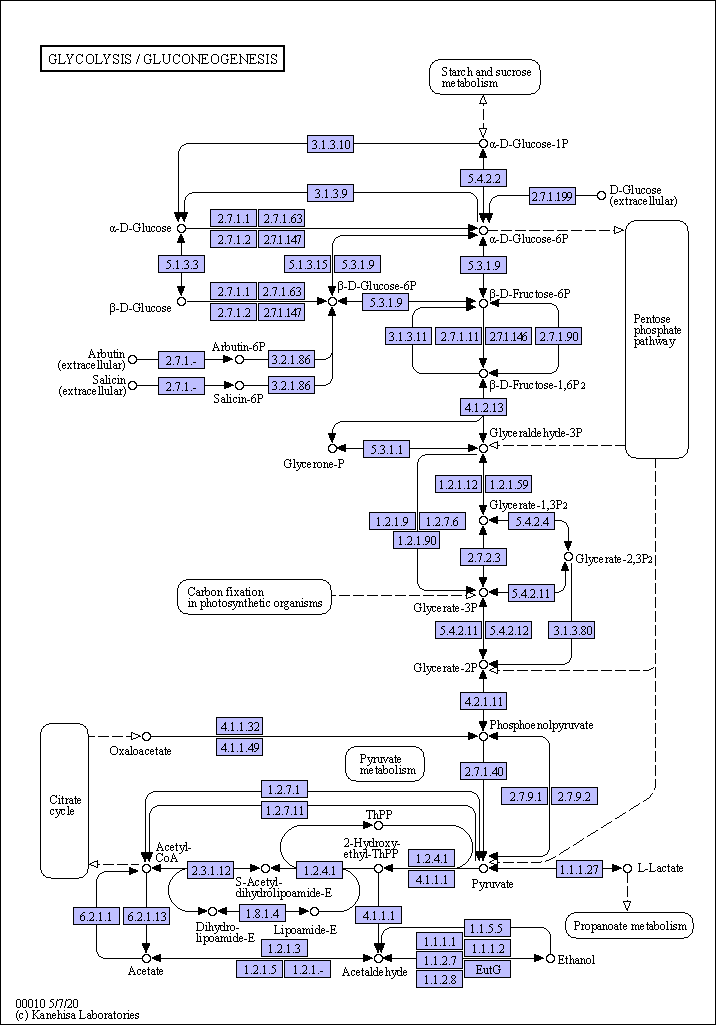 GLYCOLYSIS / GLUCONEOGENESIS
Starch and sucrose
metabolism
3.1.3.10
α-D-Glucose-1P
5.4.2.2
3.1.3.9
2.7.1.199
D-Glucose
(extracellular)
α-D-Glucose
2.7.1.1
2.7.1.63
2.7.1.2
2.7.1.147
α-D-Glucose-6P
5.1.3.3
5.1.3.15
5.3.1.9
5.3.1.9
β-D-Glucose
2.7.1.1
2.7.1.63
2.7.1.2
2.7.1.147
β-D-Glucose-6P
5.3.1.9
β-D-Fructose-6P
Pentose
phosphate
pathway
3.1.3.11
2.7.1.11
2.7.1.146
2.7.1.90
Arbutin
(extracellular)
2.7.1.-
Arbutin-6P
3.2.1.86
Salicin
(extracellular)
2.7.1.-
Salicin-6P
3.2.1.86
β-D-Fructose-1,6P2
4.1.2.13
Glyceraldehyde-3P
Glycerone-P
5.3.1.1
1.2.1.12
1.2.1.59
Glycerate-1,3P2
1.2.1.9
1.2.7.6
1.2.1.90
5.4.2.4
2.7.2.3
Glycerate-2,3P2
Carbon fixation
in photosynthetic organisms
5.4.2.11
Glycerate-3P
5.4.2.11
5.4.2.12
3.1.3.80
Glycerate-2P
4.2.1.11
Phosphoenolpyruvate
Oxaloacetate
4.1.1.32
4.1.1.49
Pyruvate
metabolism
2.7.1.40
2.7.9.1
2.7.9.2
Citrate
cycle
1.2.7.1
1.2.7.11
ThPP
Acetyl-
CoA
2-Hydroxy-
ethyl-ThPP
2.3.1.12
S-Acetyl-
dihydrolipoamide-E
1.2.4.1
1.2.4.1
4.1.1.1
Pyruvate
1.1.1.27
L-Lactate
6.2.1.1
6.2.1.13
Dihydro-
lipoamide-E
1.8.1.4
Lipoamide-E
4.1.1.1
Propanoate metabolism
1.1.5.5
1.1.1.1
1.1.1.2
1.1.2.7
EutG
1.1.2.8
Ethanol
Acetate
1.2.1.3
1.2.1.5
1.2.1.-
Acetaldehyde
00010 5/7/20
(c) Kanehisa Laboratories